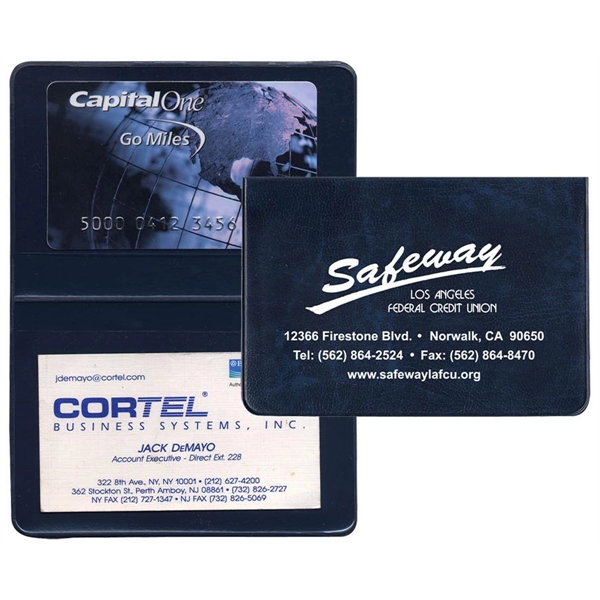 CapitalOne
Go Miles
5000 0412 3456
jdemayo@cortel.com
CORTEL
BUSINESS SYSTEMS, INC.
JACK DEMAYO
Account Executive - Direct Ext. 228
322 8th Ave., NY, NY 10001 • (212) 627-4200
362 Stockton St., Perth Amboy, NJ 08861 • (732) 826-2727
NY FAX (212) 727-1347 • NJ FAX (732) 826-5069
Safeway
LOS ANGELES
FEDERAL CREDIT UNION
12366 Firestone Blvd. • Norwalk, CA 90650
Tel: (562) 864-2524 • Fax: (562) 864-8470
www.safewaylafcu.org